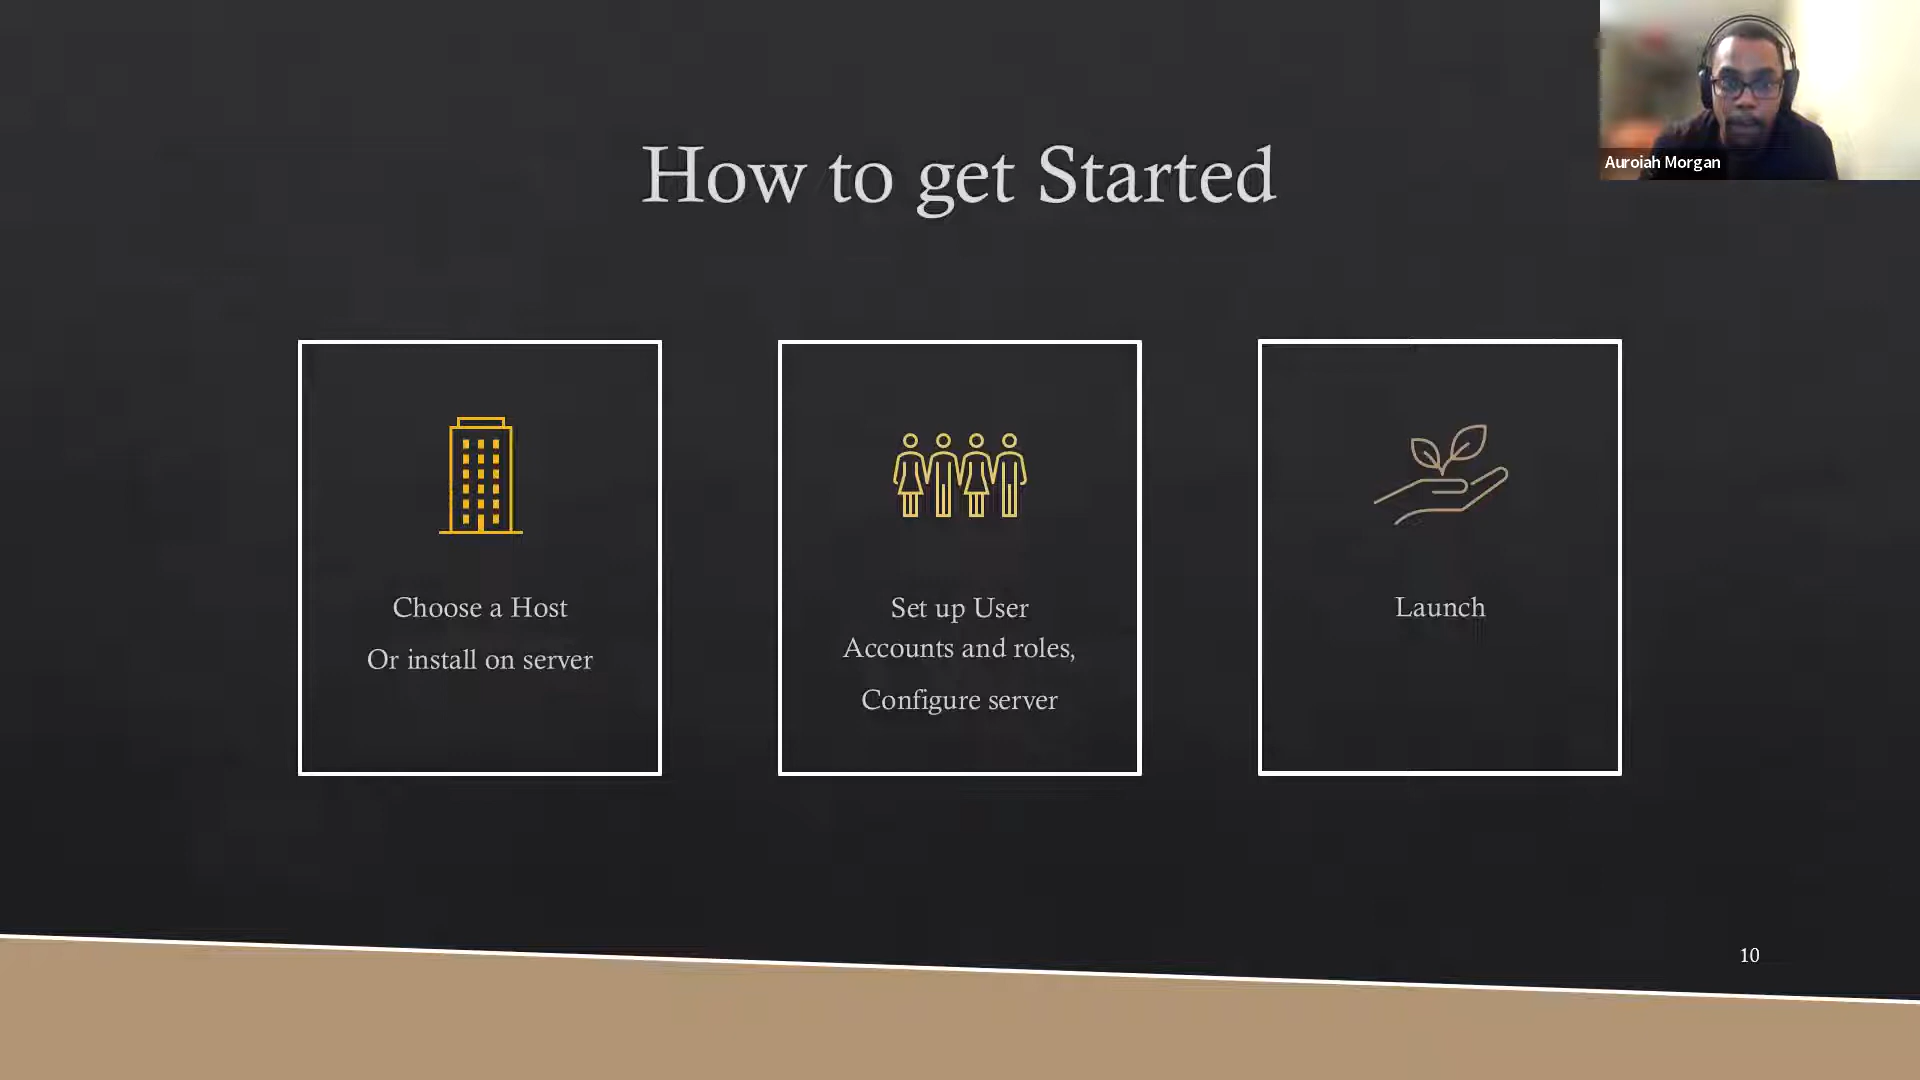 How to get Started
Auroiah Morgan
Choose a Host
Or install on server
Set up User
Accounts and roles,
Configure server
Launch
10